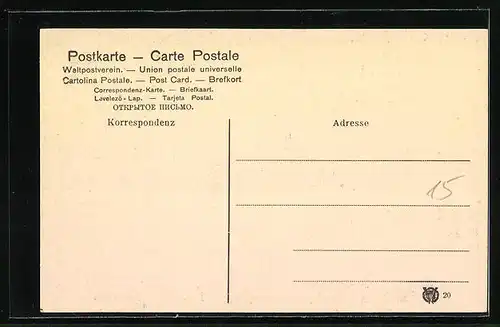 Postkarte — Carte Postale
Weltpostverein. — Union postale universelle
Cartolina Postale. — Post Card. — Brefkort
Correspondenz-Karte. — Briefkaart.
Levelező-Lap. — Tarjeta Postal.
ОТКРЫТОЕ ПИСЬМО.
Korrespondenz
Adresse
15
20